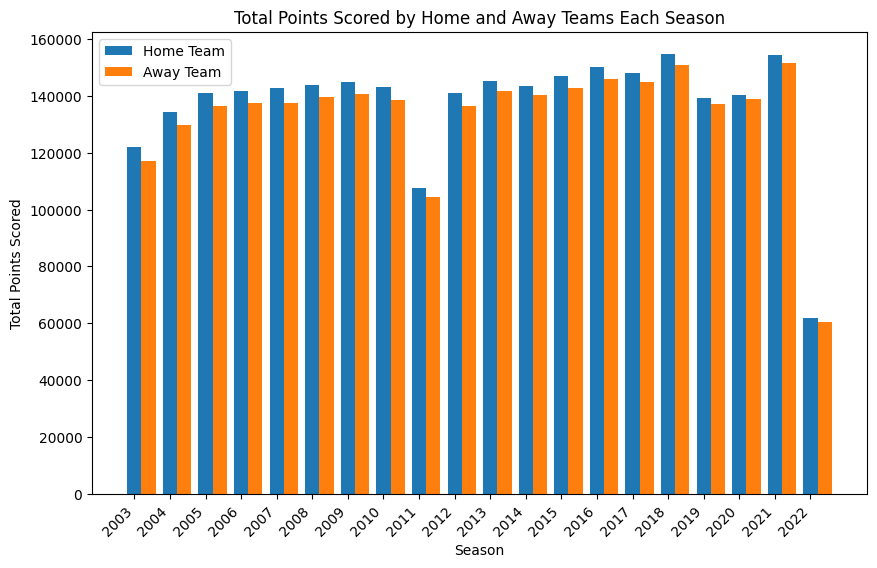 Total Points Scored by Home and Away Teams Each Season
Home Team
Away Team
Total Points Scored
160000
140000
120000
100000
80000
60000
40000
20000
0
2003 2004 2005 2006 2007 2008 2009 2010 2011 2012 2013 2014 2015 2016 2017 2018 2019 2020 2021 2022
Season